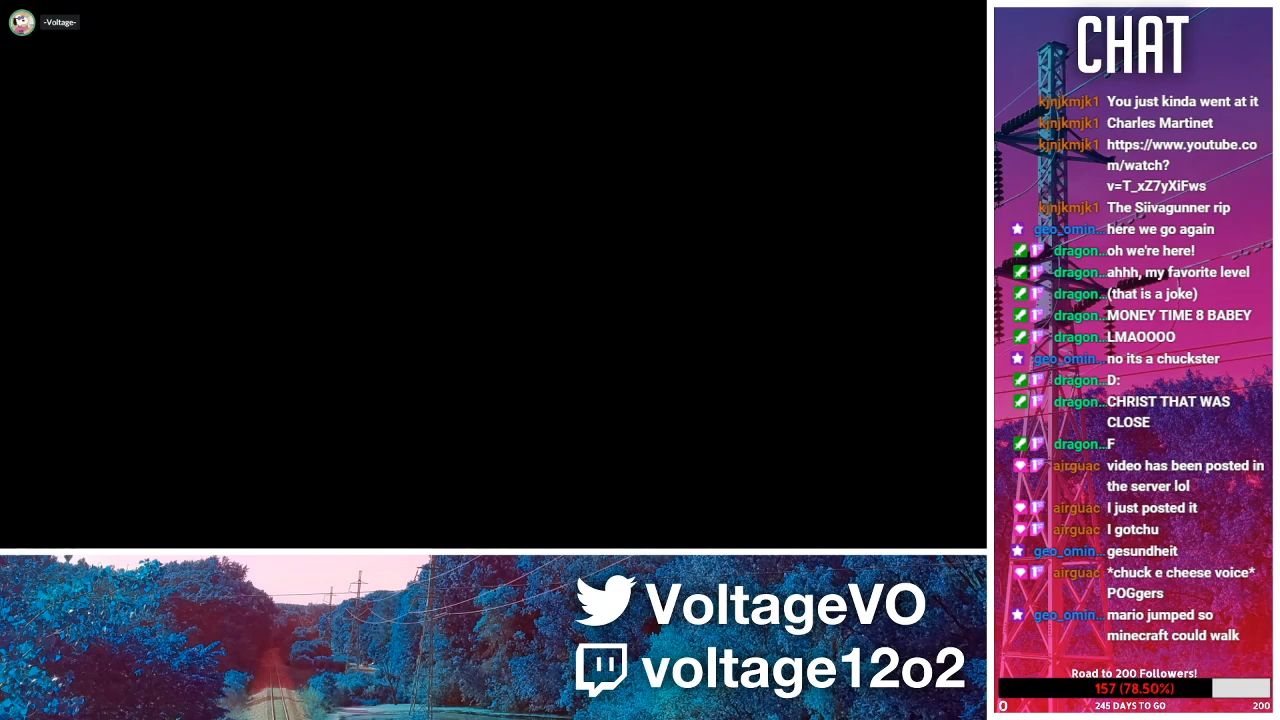 -Voltage-
CHAT
kjnjkmjk1 You just kinda went at it
kjnjkmjk1 Charles Martinet
kjnjkmjk1 https://www.youtube.co
m/watch?
v=T_xZ7yXiFws
kjnjkmjk1 The Siivagunner rip
geo_omin... here we go again
dragon... oh we're here!
dragon... ahhh, my favorite level
dragon... (that is a joke)
dragon... MONEY TIME 8 BABEY
dragon... LMAOOOO
geo_omin... no its a chuckster
dragon... D:
dragon... CHRIST THAT WAS
CLOSE
dragon... F
airguac video has been posted in
the server lol
airguac I just posted it
airguac I gotchu
geo_omin... gesundheit
airguac *chuck e cheese voice*
POGgers
geo_omin... mario jumped so
minecraft could walk
Road to 200 Followers!
157 (78.50%)
0 245 DAYS TO GO 200
VoltageVO
voltage12o2